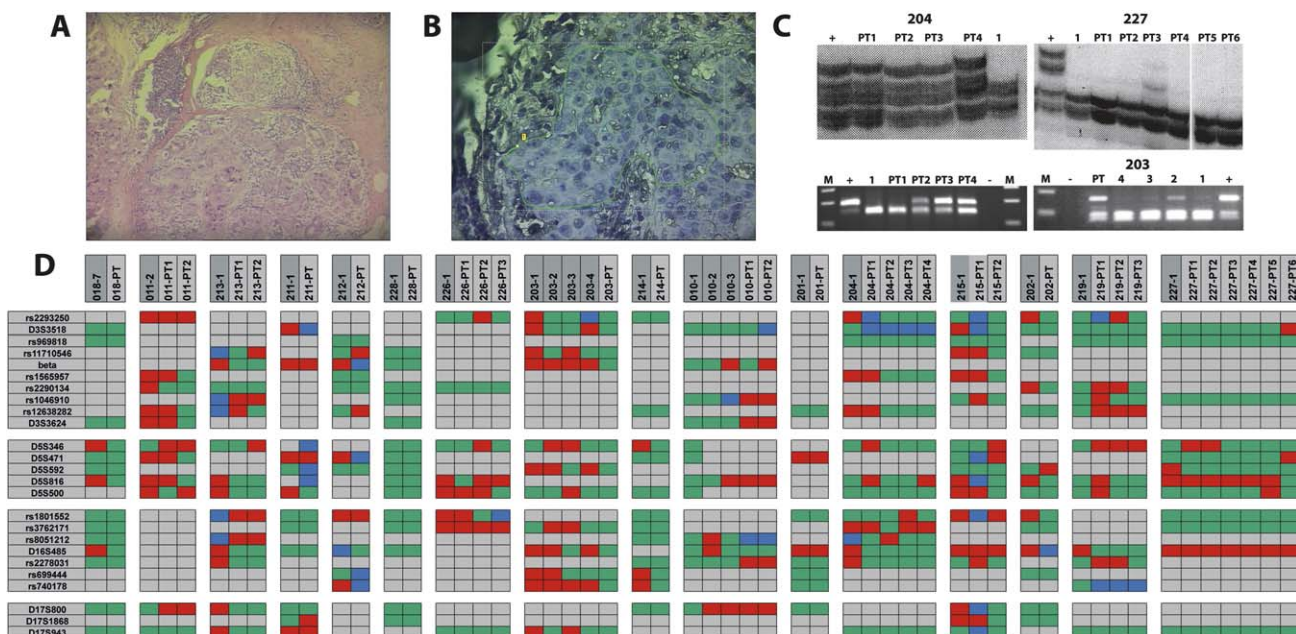 A
B
C
204
227
+ PT1 PT2 PT3 PT4 1
+ 1 PT1 PT2 PT3 PT4 PT5 PT6
203
M + 1 PT1 PT2 PT3 PT4 - M
M - PT 4 3 2 1 +
D
018-7 018-PT 011-2 011-PT1 011-PT2 213-1 213-PT1 213-PT2 211-1 211-PT 212-1 212-PT 228-1 228-PT 226-1 226-PT1 226-PT2 226-PT3 203-1 203-2 203-3 203-4 203-PT 214-1 214-PT 010-1 010-2 010-3 010-PT1 010-PT2 201-1 201-PT 204-1 204-PT1 204-PT2 204-PT3 204-PT4 215-1 215-PT1 215-PT2 202-1 202-PT 219-1 219-PT1 219-PT2 219-PT3 227-1 227-PT1 227-PT2 227-PT3 227-PT4 227-PT5 227-PT6
rs2293250
D3S3518
rs969818
rs11710546
beta
rs1565957
rs2290134
rs1046910
rs12638282
D3S3624
D5S346
D5S471
D5S592
D5S816
D5S500
rs1801552
rs3762171
rs8051212
D16S485
rs2278031
rs699444
rs740178
D17S800
D17S1868
D17S943